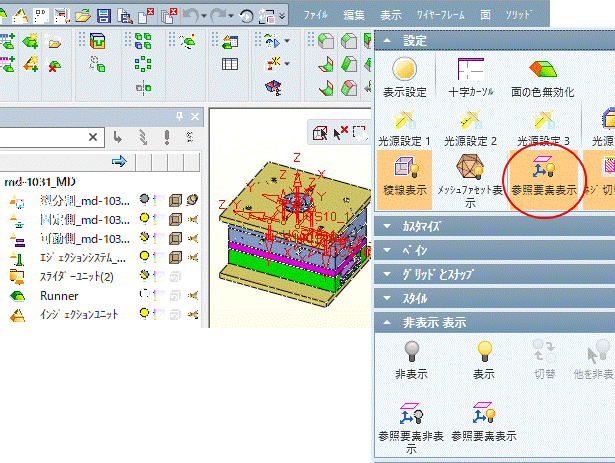 ﾌｧｲﾙ 編集 表示 ﾜｲﾔｰﾌﾚｰﾑ 面 ｿﾘｯﾄﾞ
設定
表示設定 十字ｶｰｿﾙ 面の色無効化
光源設定 1 光源設定 2 光源設定 3 光源
稜線表示 ﾒｯｼｭﾌｧｾｯﾄ表示 参照要素表示 ﾈｼﾞ 切
ｶｽﾀﾏｲｽﾞ
ﾍﾟｲﾝ
ｸﾞﾘｯﾄﾞとｽﾅｯﾌﾟ
ｽﾀｲﾙ
非表示 表示
非表示 表示 切替 他を非表
参照要素非表示 参照要素表示
md-1031_MD
固定側_md-103...
可動側_md-103...
ｴｼﾞｪｸｼｮﾝｼｽﾃﾑ_...
ｽﾗｲﾀﾞｰﾕﾆｯﾄ(2)
Runner
ｲﾝｼﾞｪｸｼｮﾝﾕﾆｯﾄ
Z
Z
Z
X